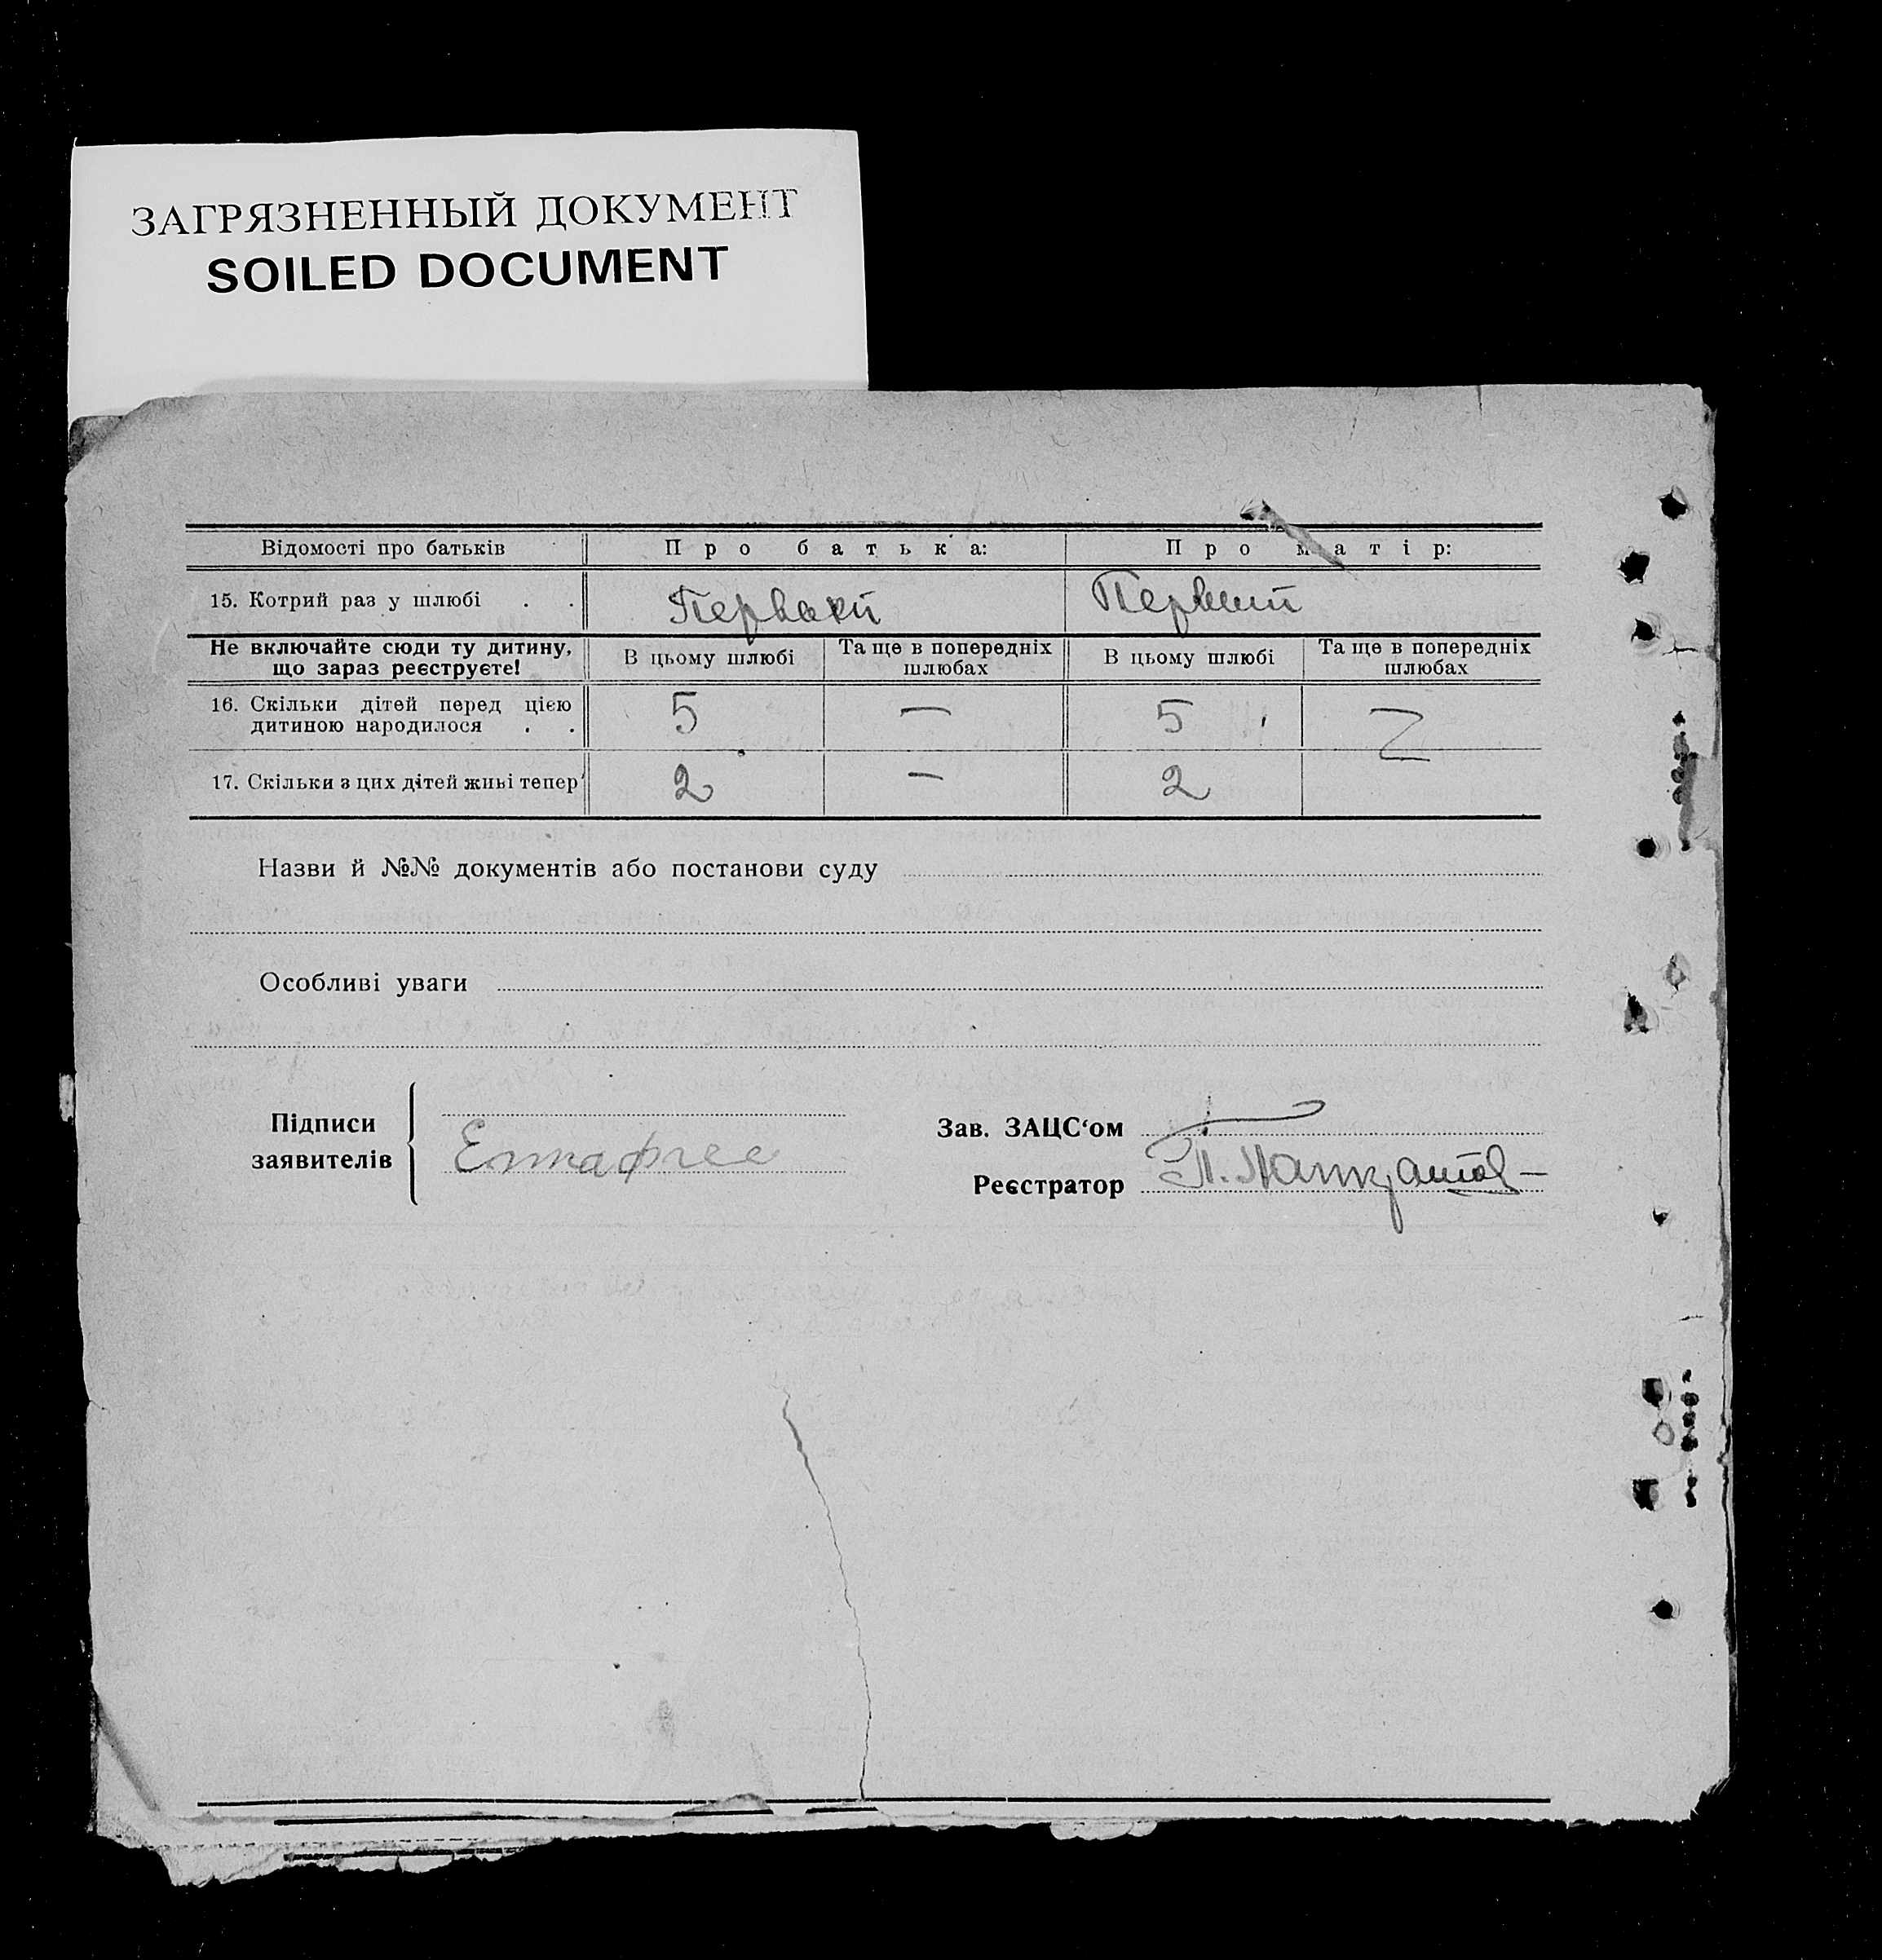 ЗАГРЯЗНЕННЫЙ ДОКУМЕНТ
SOILED DOCUMENT
Відомості про батьків Про батька: Про матір:
15. Котрий раз у шлюбі . . Первый
Не включайте сюди ту дитину, що зараз реєструєте! В цьому шлюбі Та ще в попередніх шлюбах В цьому шлюбі Та ще в попередніх шлюбах
16. Скільки дітей перед цією дитиною народилося . . 5 — 5
17. Скільки з цих дітей живі тепер 2 — 2
Назви й №№ документів або постанови суду
Особливі уваги
Підписи заявителів
Зав. ЗАЦС‘ом
Реєстратор